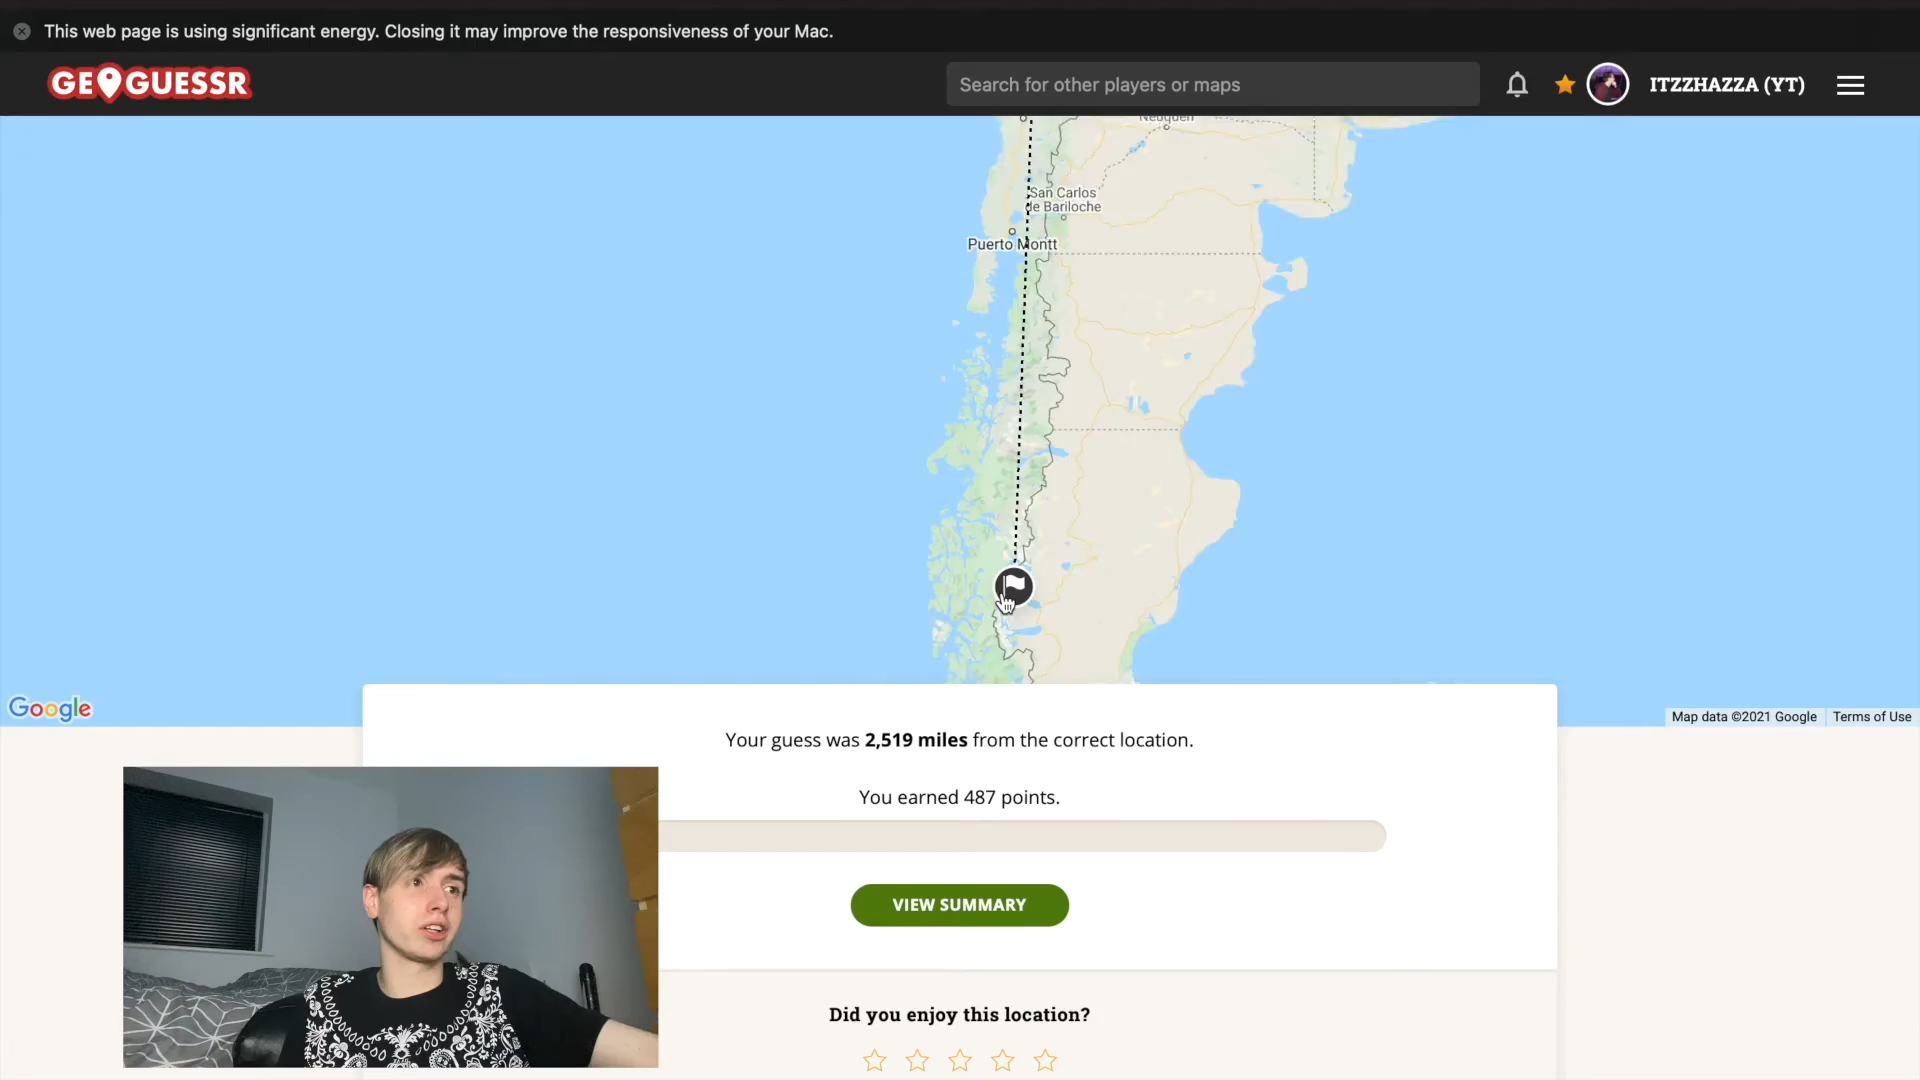 This web page is using significant energy. Closing it may improve the responsiveness of your Mac.
GEOGUESSR
Search for other players or maps
ITZZHAZZA (YT)
Neuquén
San Carlos
de Bariloche
Puerto Montt
Google
Map data ©2021 Google
Terms of Use
Your guess was 2,519 miles from the correct location.
You earned 487 points.
VIEW SUMMARY
Did you enjoy this location?